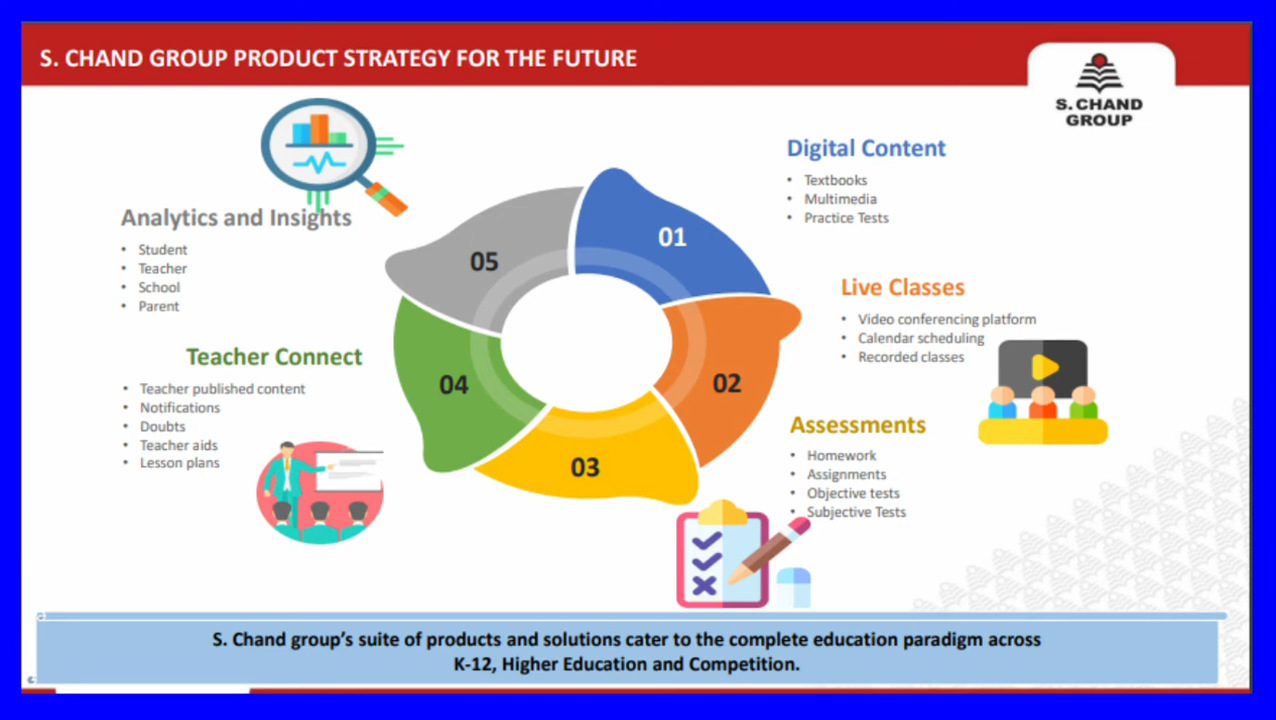 S. CHAND GROUP PRODUCT STRATEGY FOR THE FUTURE
S. CHAND
GROUP
Digital Content
• Textbooks
• Multimedia
• Practice Tests
Live Classes
• Video conferencing platform
• Calendar scheduling
• Recorded classes
Assessments
• Homework
• Assignments
• Objective tests
• Subjective Tests
Teacher Connect
• Teacher published content
• Notifications
• Doubts
• Teacher aids
• Lesson plans
Analytics and Insights
• Student
• Teacher
• School
• Parent
01
02
03
04
05
S. Chand group's suite of products and solutions cater to the complete education paradigm across
K-12, Higher Education and Competition.